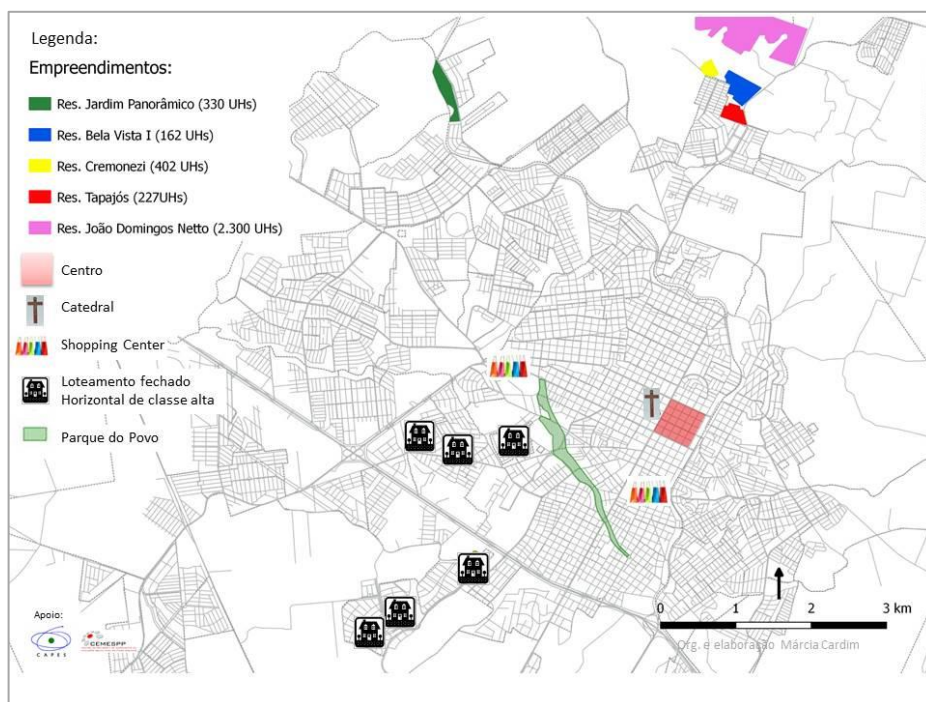 Legenda:
Empreendimentos:
Res. Jardim Panorâmico (330 UHs)
Res. Bela Vista I (162 UHs)
Res. Cremonezi (402 UHs)
Res. Tapajós (227UHs)
Res. João Domingos Netto (2.300 UHs)
Centro
Catedral
Shopping Center
Loteamento fechado
Horizontal de classe alta
Parque do Povo
Apoio:
CAPES
CEMESPP
0 1 2 3 km
Org. e elaboração Márcia Cardim